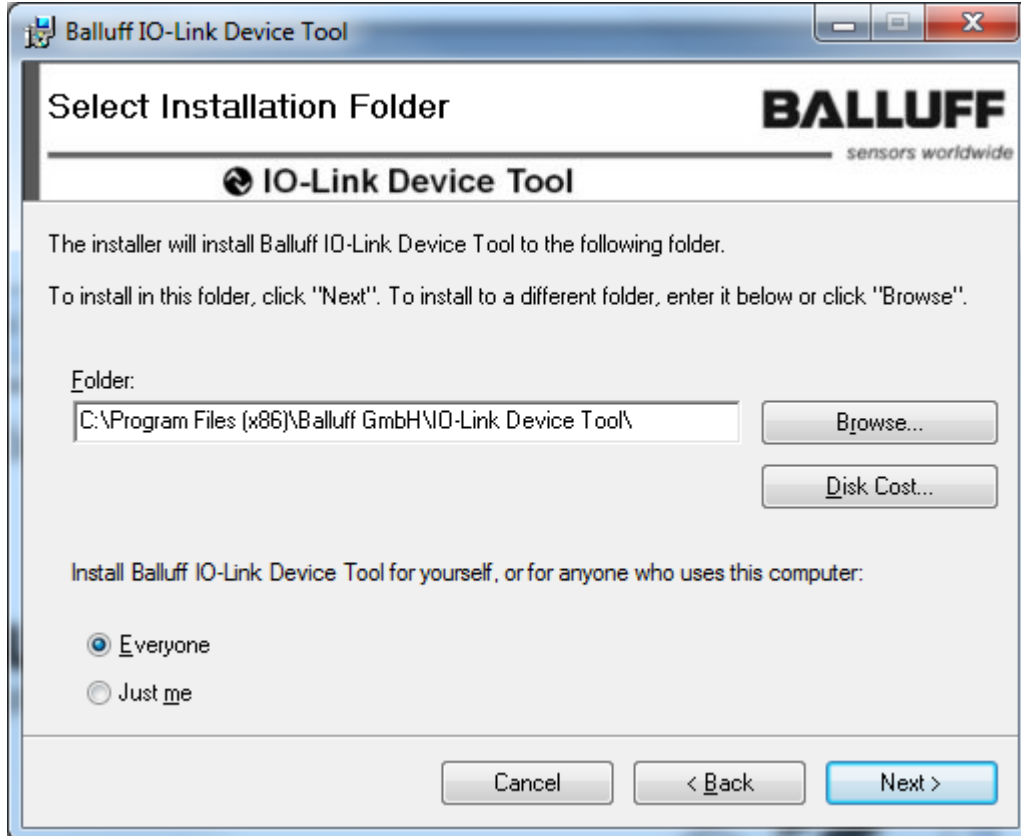 Balluff IO-Link Device Tool
Select Installation Folder
BALLUFF
sensors worldwide
IO-Link Device Tool
The installer will install Balluff IO-Link Device Tool to the following folder.
To install in this folder, click "Next". To install to a different folder, enter it below or click "Browse".
Folder:
C:\Program Files (x86)\Balluff GmbH\IO-Link Device Tool\
Browse...
Disk Cost...
Install Balluff IO-Link Device Tool for yourself, or for anyone who uses this computer:
Everyone
Just me
Cancel
< Back
Next >